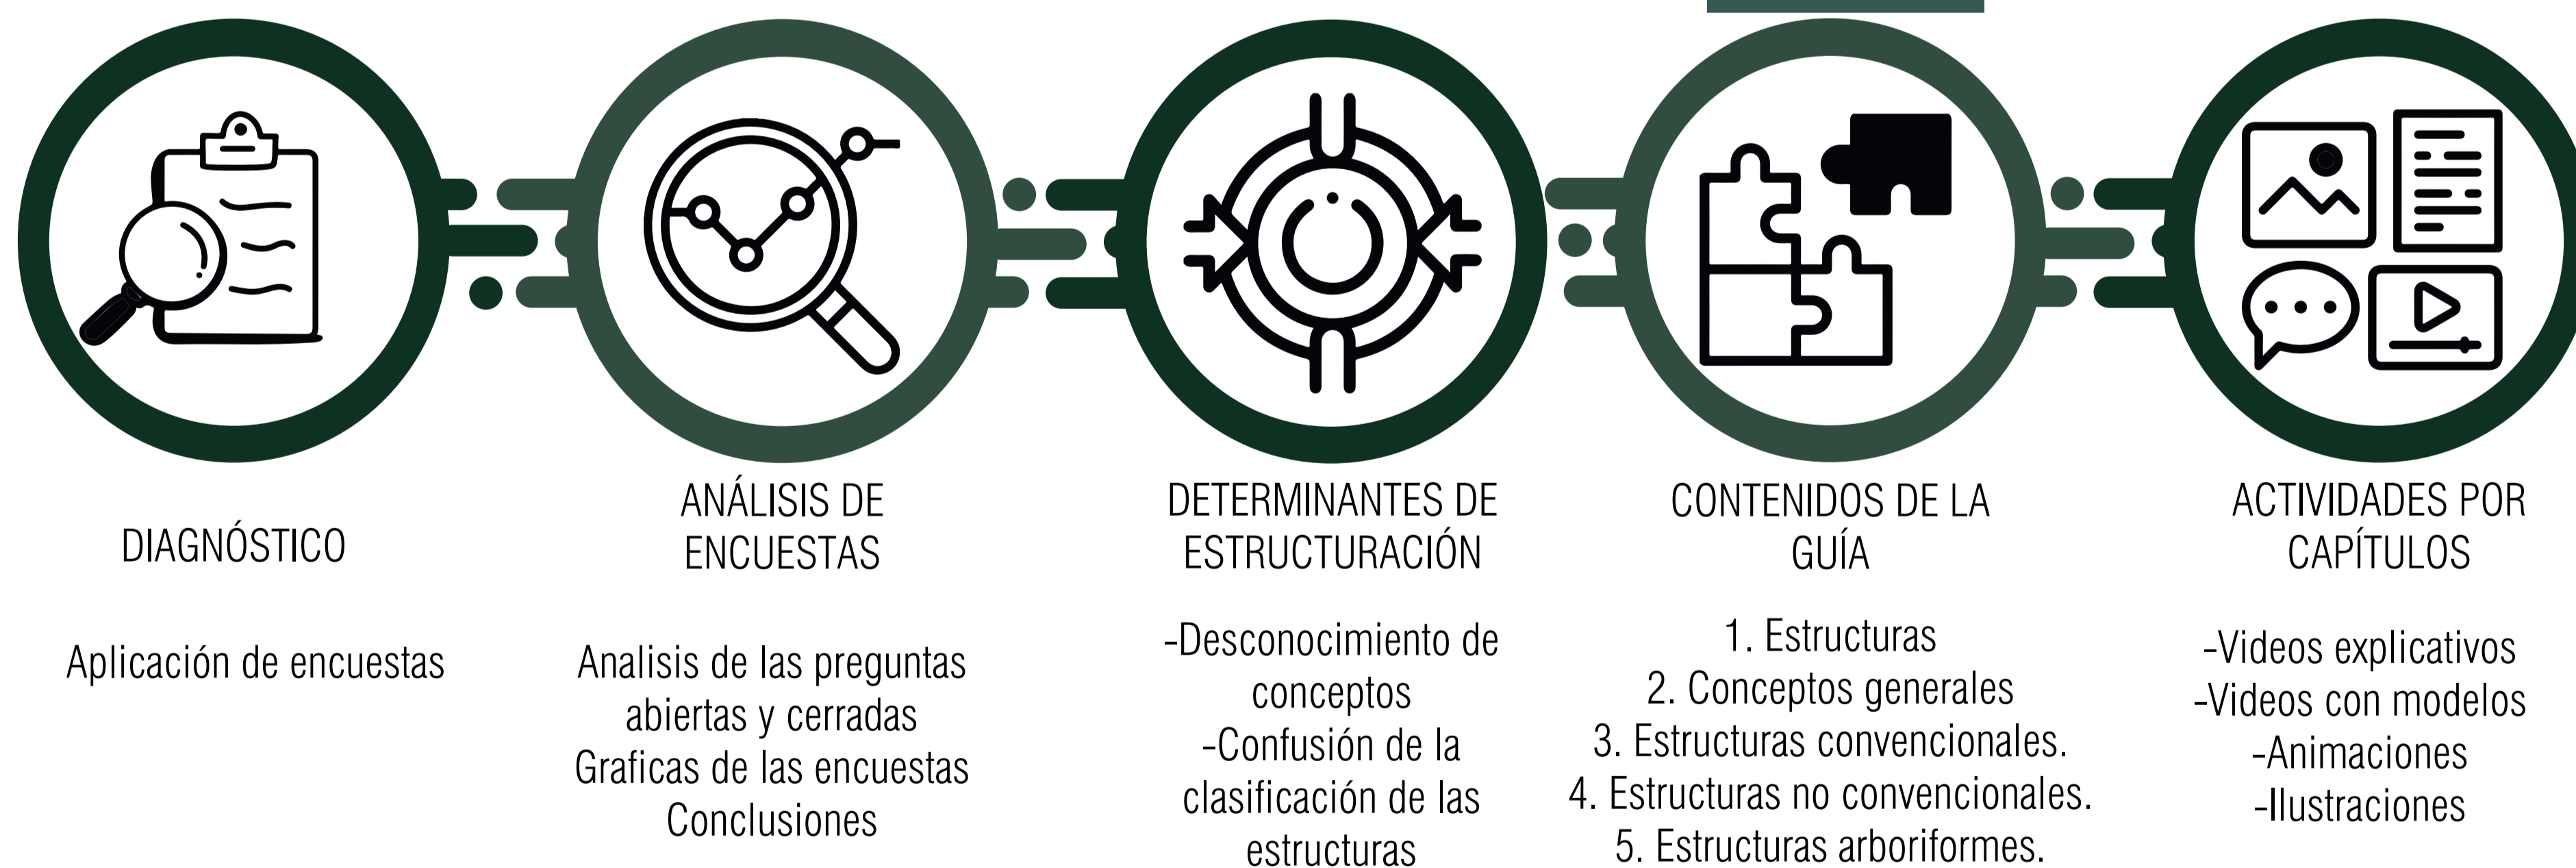 DIAGNÓSTICO
Aplicación de encuestas
ANÁLISIS DE
ENCUESTAS
Analisis de las preguntas
abiertas y cerradas
Graficas de las encuestas
Conclusiones
DETERMINANTES DE
ESTRUCTURACIÓN
-Desconocimiento de
conceptos
-Confusión de la
clasificación de las
estructuras
CONTENIDOS DE LA
GUÍA
1. Estructuras
2. Conceptos generales
3. Estructuras convencionales.
4. Estructuras no convencionales.
5. Estructuras arboriformes.
ACTIVIDADES POR
CAPÍTULOS
-Videos explicativos
-Videos con modelos
-Animaciones
-Ilustraciones